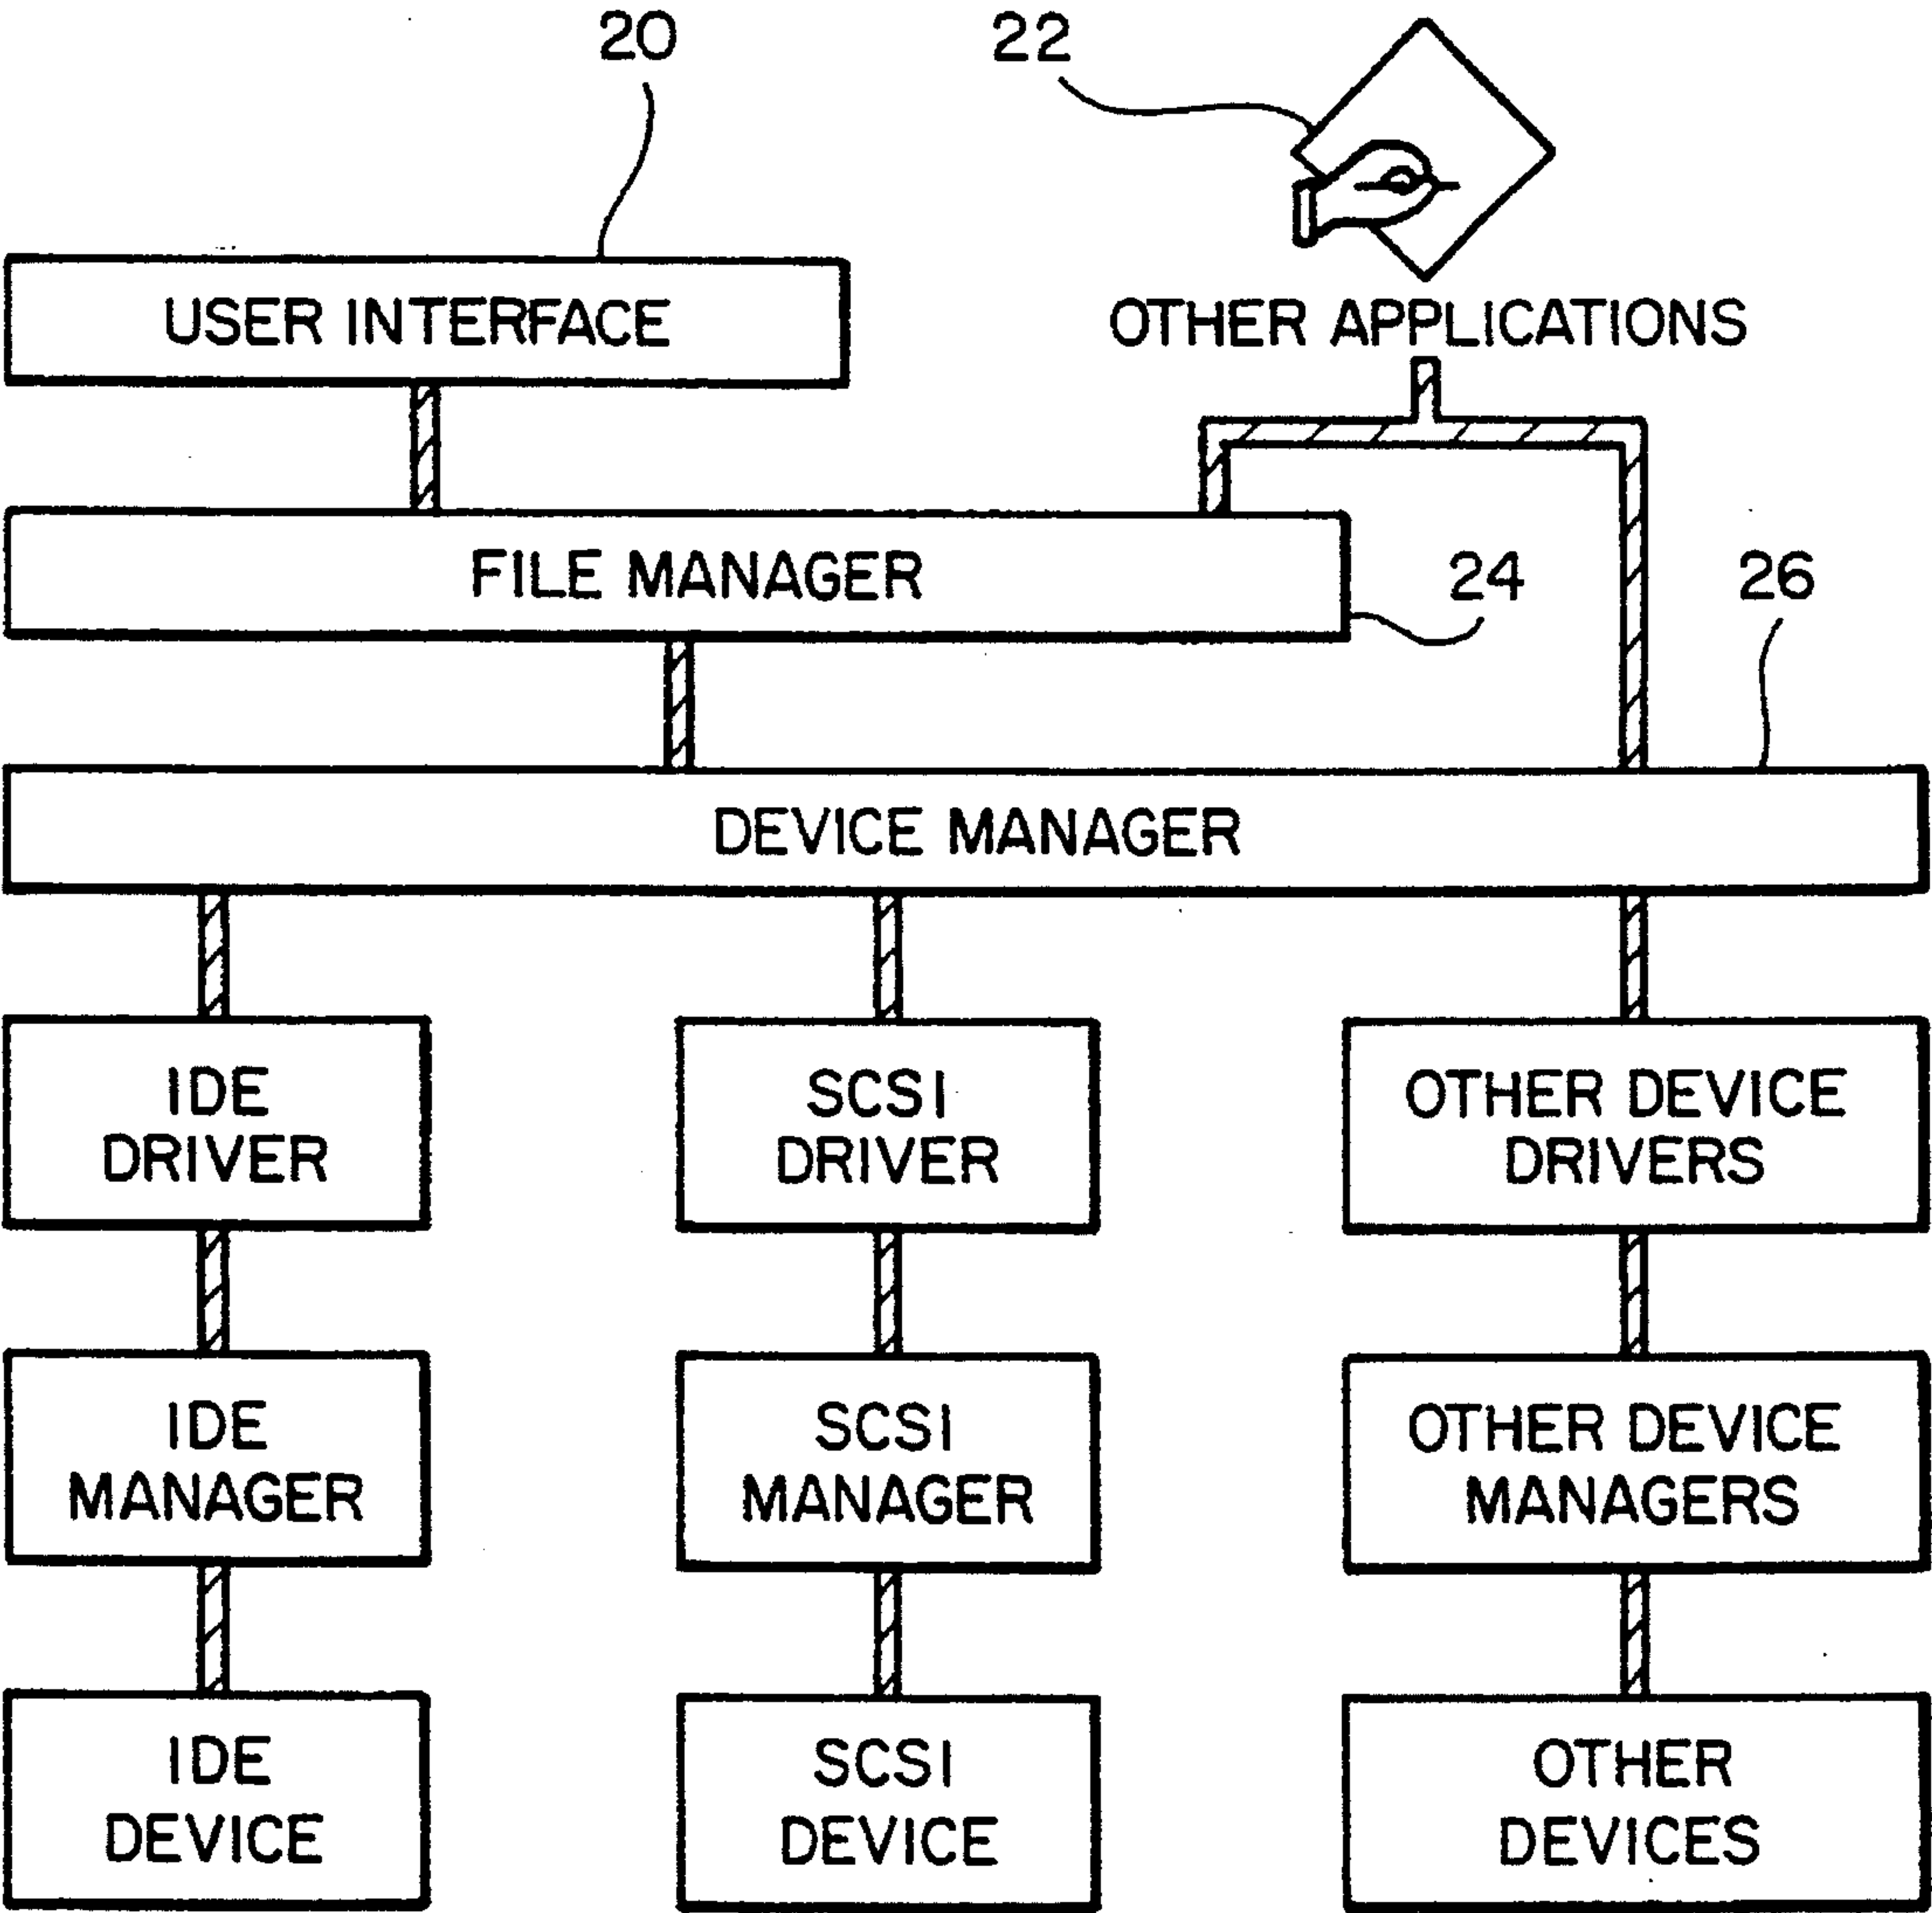 20
22
USER INTERFACE
OTHER APPLICATIONS
FILE MANAGER
24
26
DEVICE MANAGER
IDE
DRIVER
SCSI
DRIVER
OTHER DEVICE
DRIVERS
IDE
MANAGER
SCSI
MANAGER
OTHER DEVICE
MANAGERS
IDE
DEVICE
SCSI
DEVICE
OTHER
DEVICES